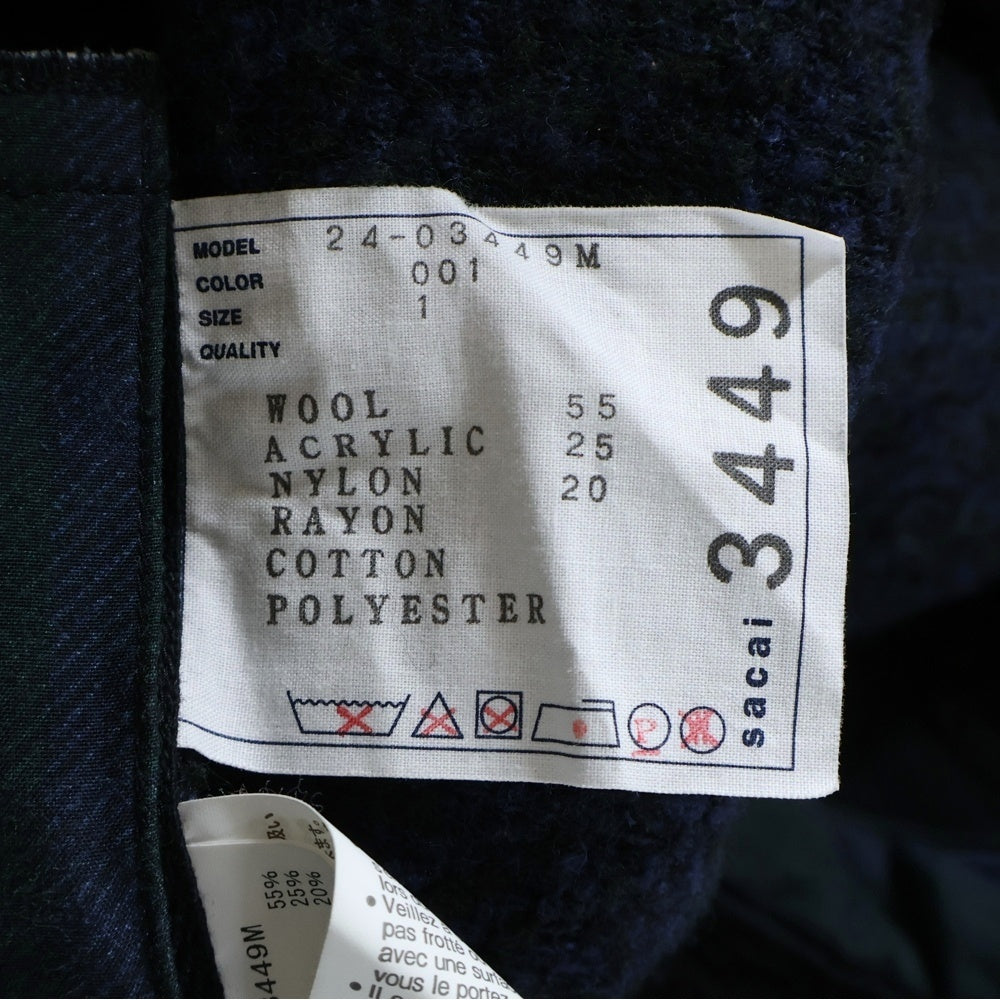 MODEL 24-03449M
COLOR 001
SIZE 1
QUALITY
WOOL 55
ACRYLIC 25
NYLON 20
RAYON
COTTON
POLYESTER
P
sacai 3449
55%
25%
20%
3449M
lors
• Veillez
pas frotté
avec une
vous le portez